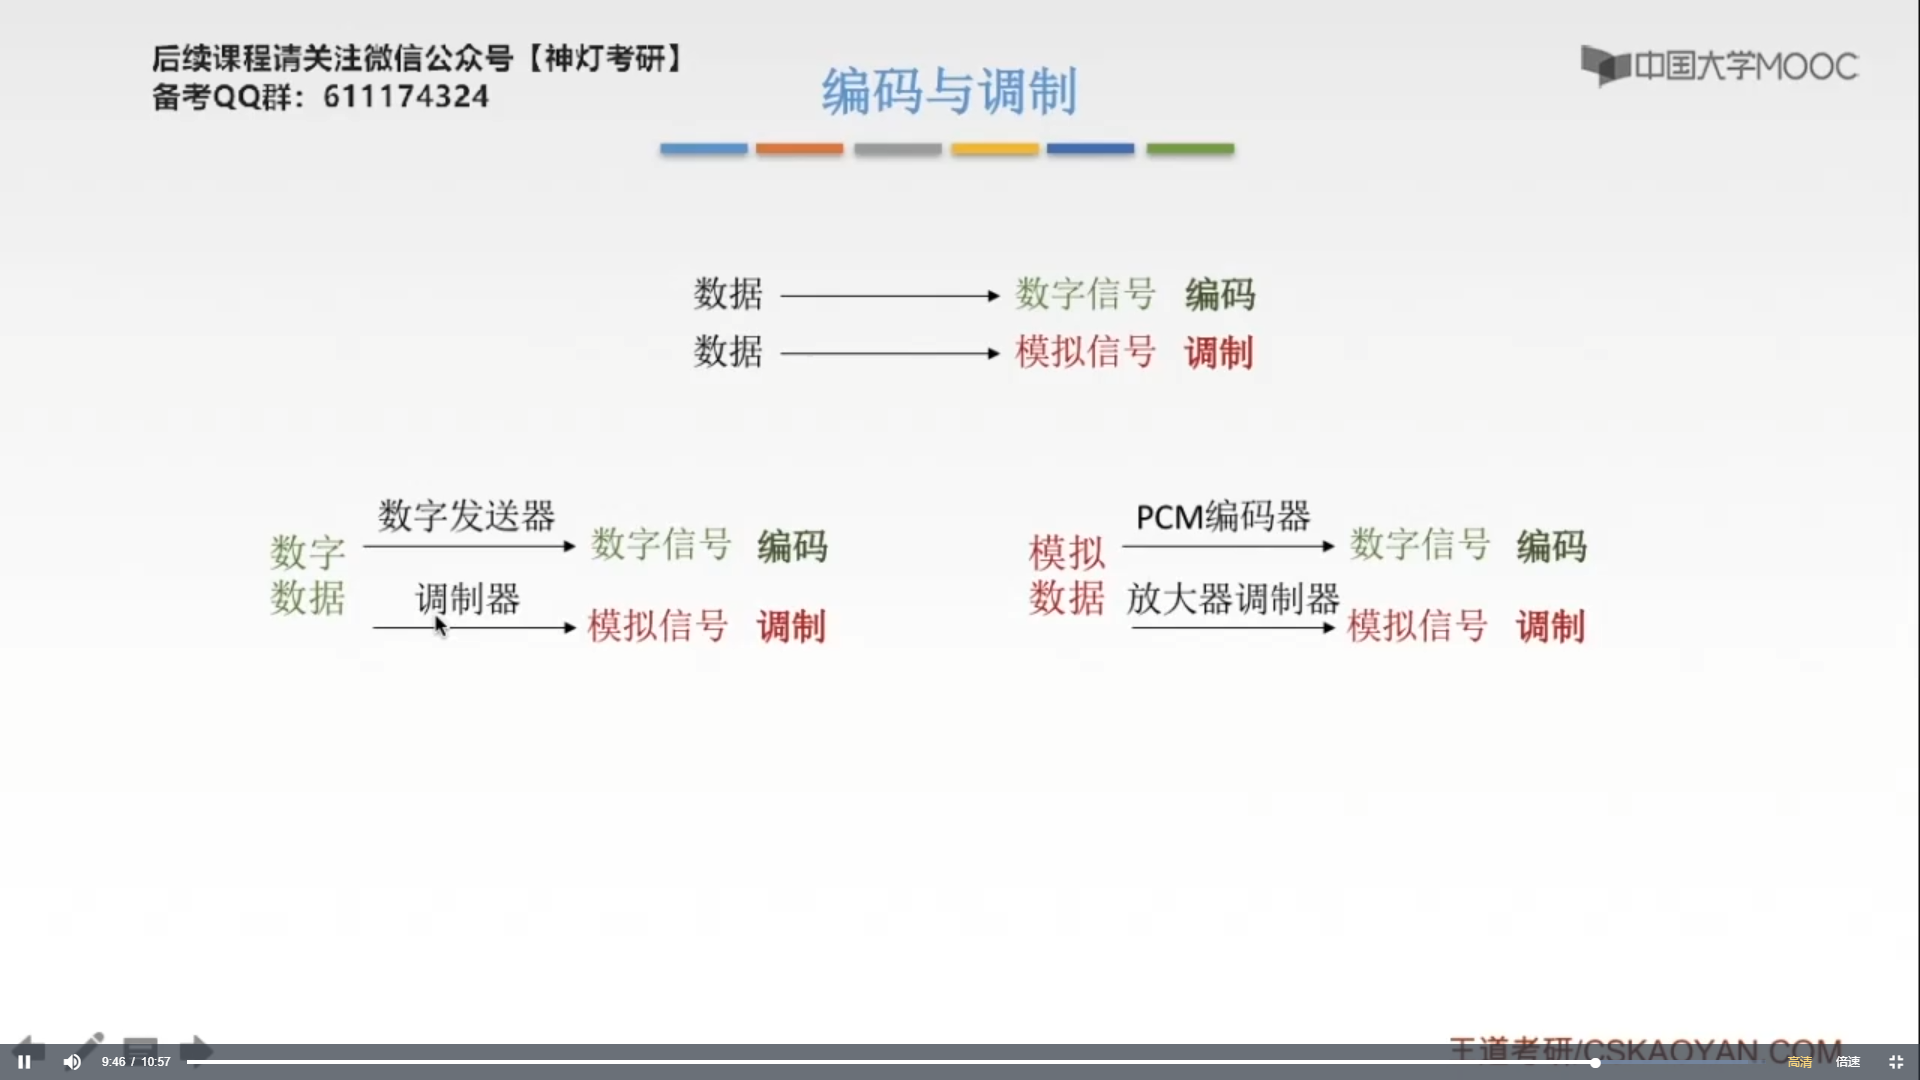 后续课程请关注微信公众号【神灯考研】
备考QQ群：611174324
中国大学MOOC
编码与调制
数据 数字信号 编码
数据 模拟信号 调制
数字发送器
数字 数字信号 编码
数据 调制器
模拟信号 调制
PCM编码器
模拟 数字信号 编码
数据 放大器调制器
模拟信号 调制
王道考研/CSKAOYAN.COM
9:46 / 10:57
高清 倍速